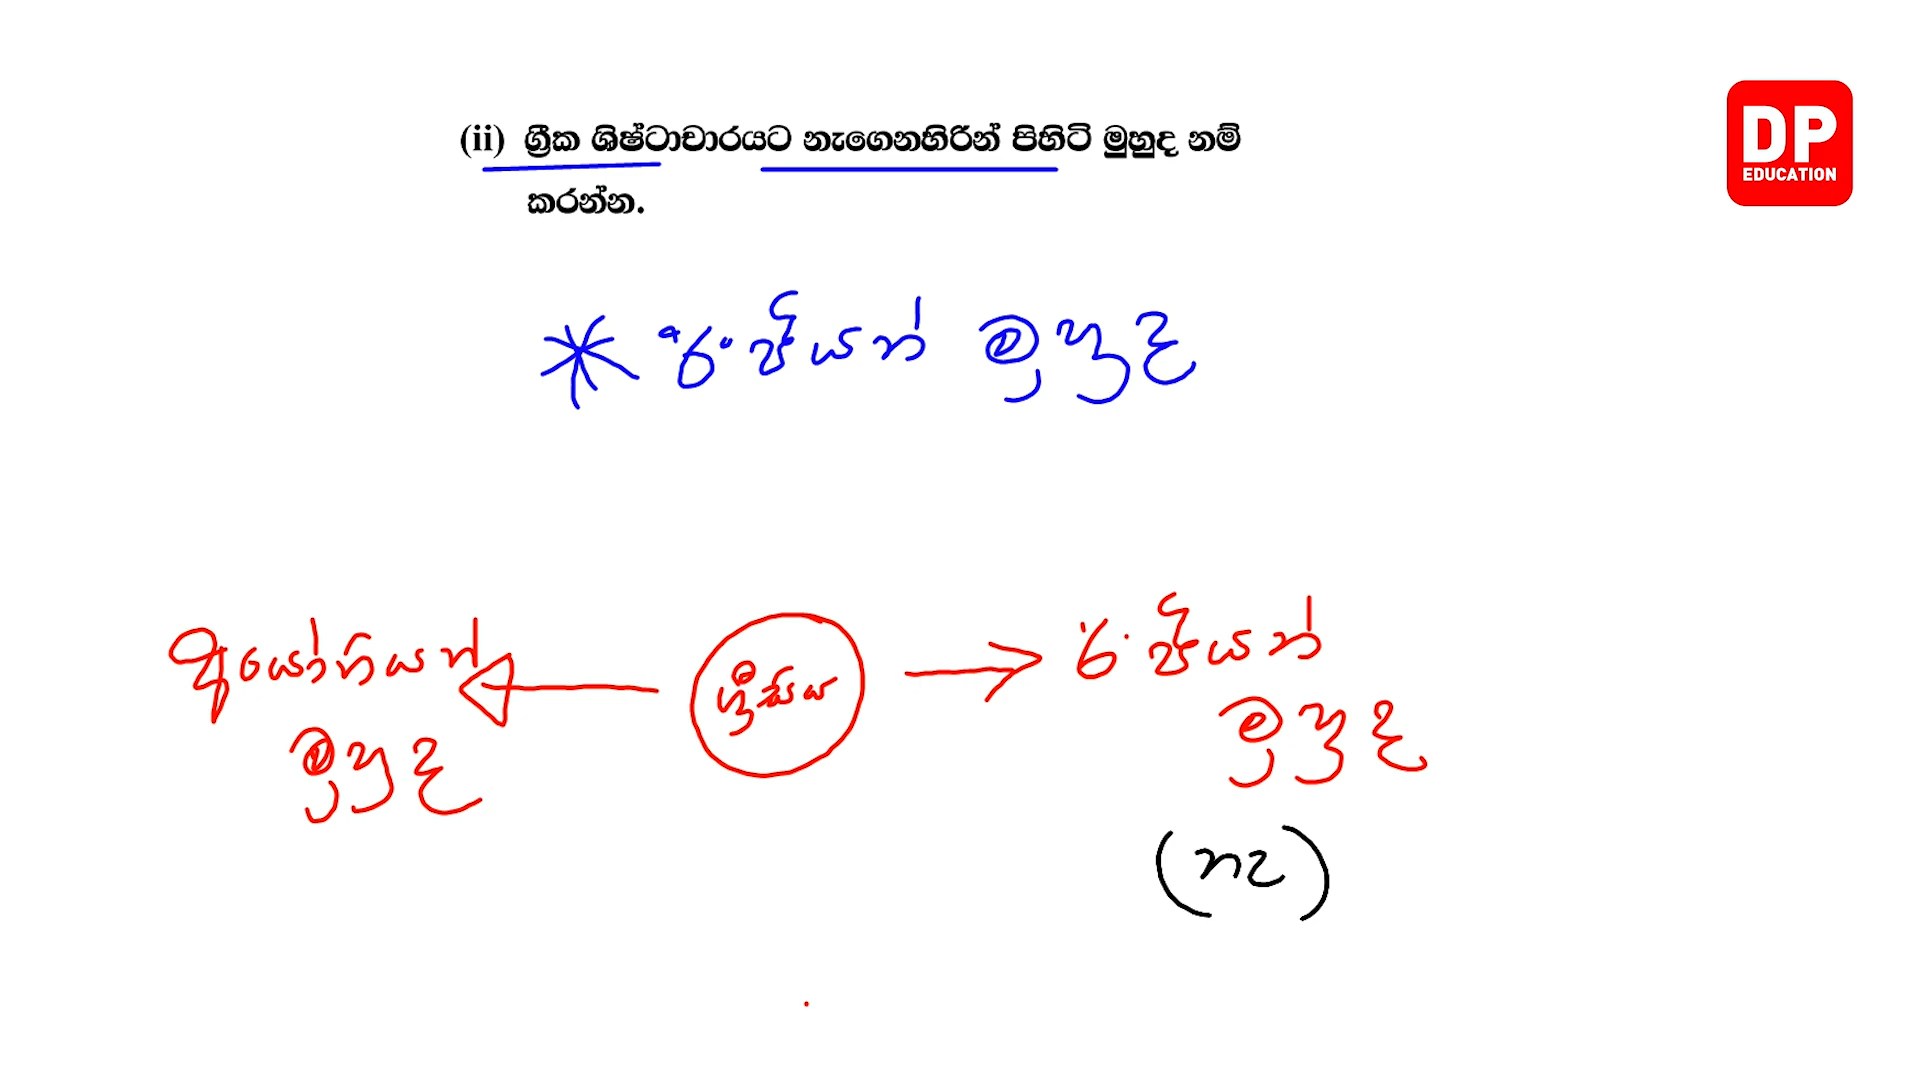 (ii) ග්‍රීක ශිෂ්ටාචාරයට නැගෙනහිරින් පිහිටි මුහුද නම්
කරන්න.
DP
EDUCATION
* ඊජියන් මුහුද
අයෝනියන්
මුහුද
ග්‍රීසිය
ඊජියන්
මුහුද
(නැ)